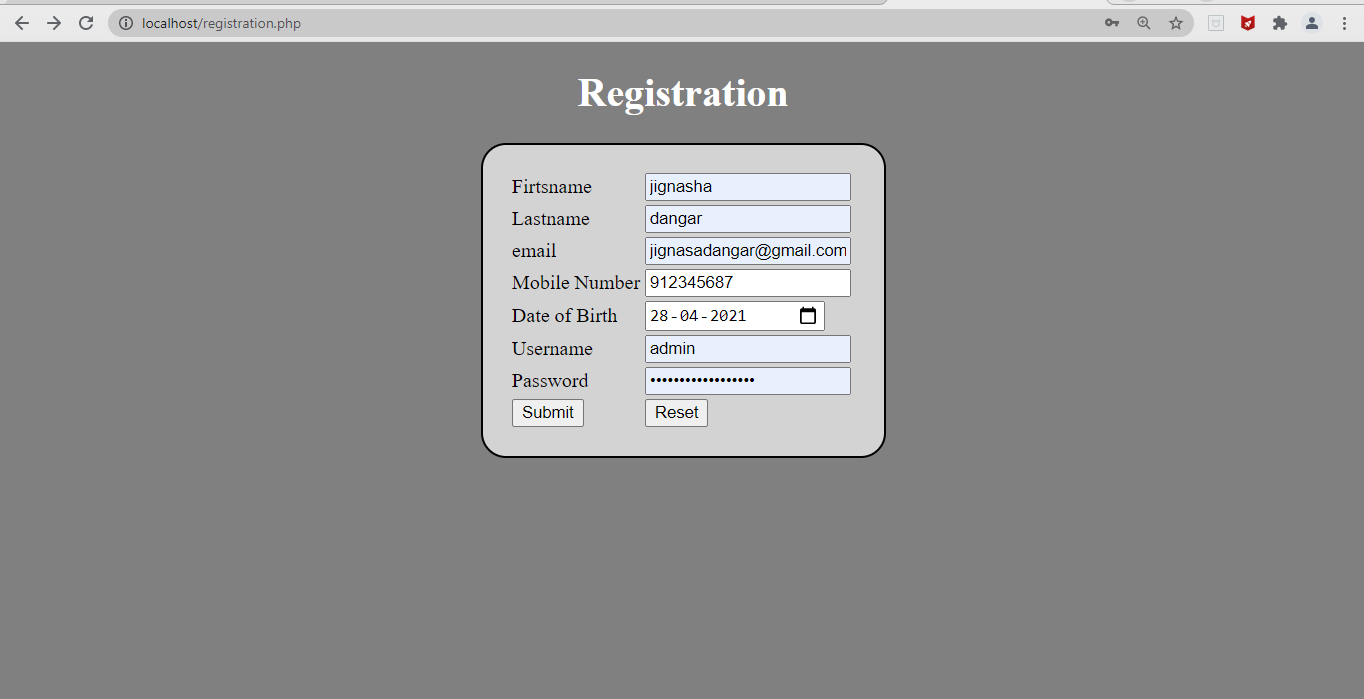 localhost/registration.php
Registration
Firtsname jignasha
Lastname dangar
email jignasadangar@gmail.com
Mobile Number 912345687
Date of Birth 28-04-2021
Username admin
Password ••••••••••••••••••
Submit Reset